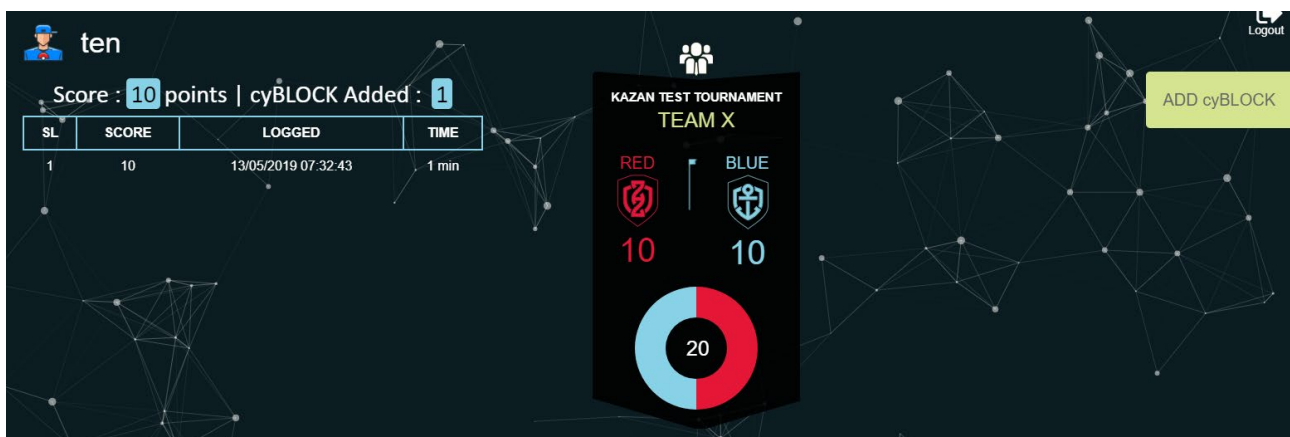 ten
Score : 10 points | cyBLOCK Added : 1
SL SCORE LOGGED TIME
1 10 13/05/2019 07:32:43 1 min
KAZAN TEST TOURNAMENT
TEAM X
RED BLUE
10 10
20
Logout
ADD cyBLOCK